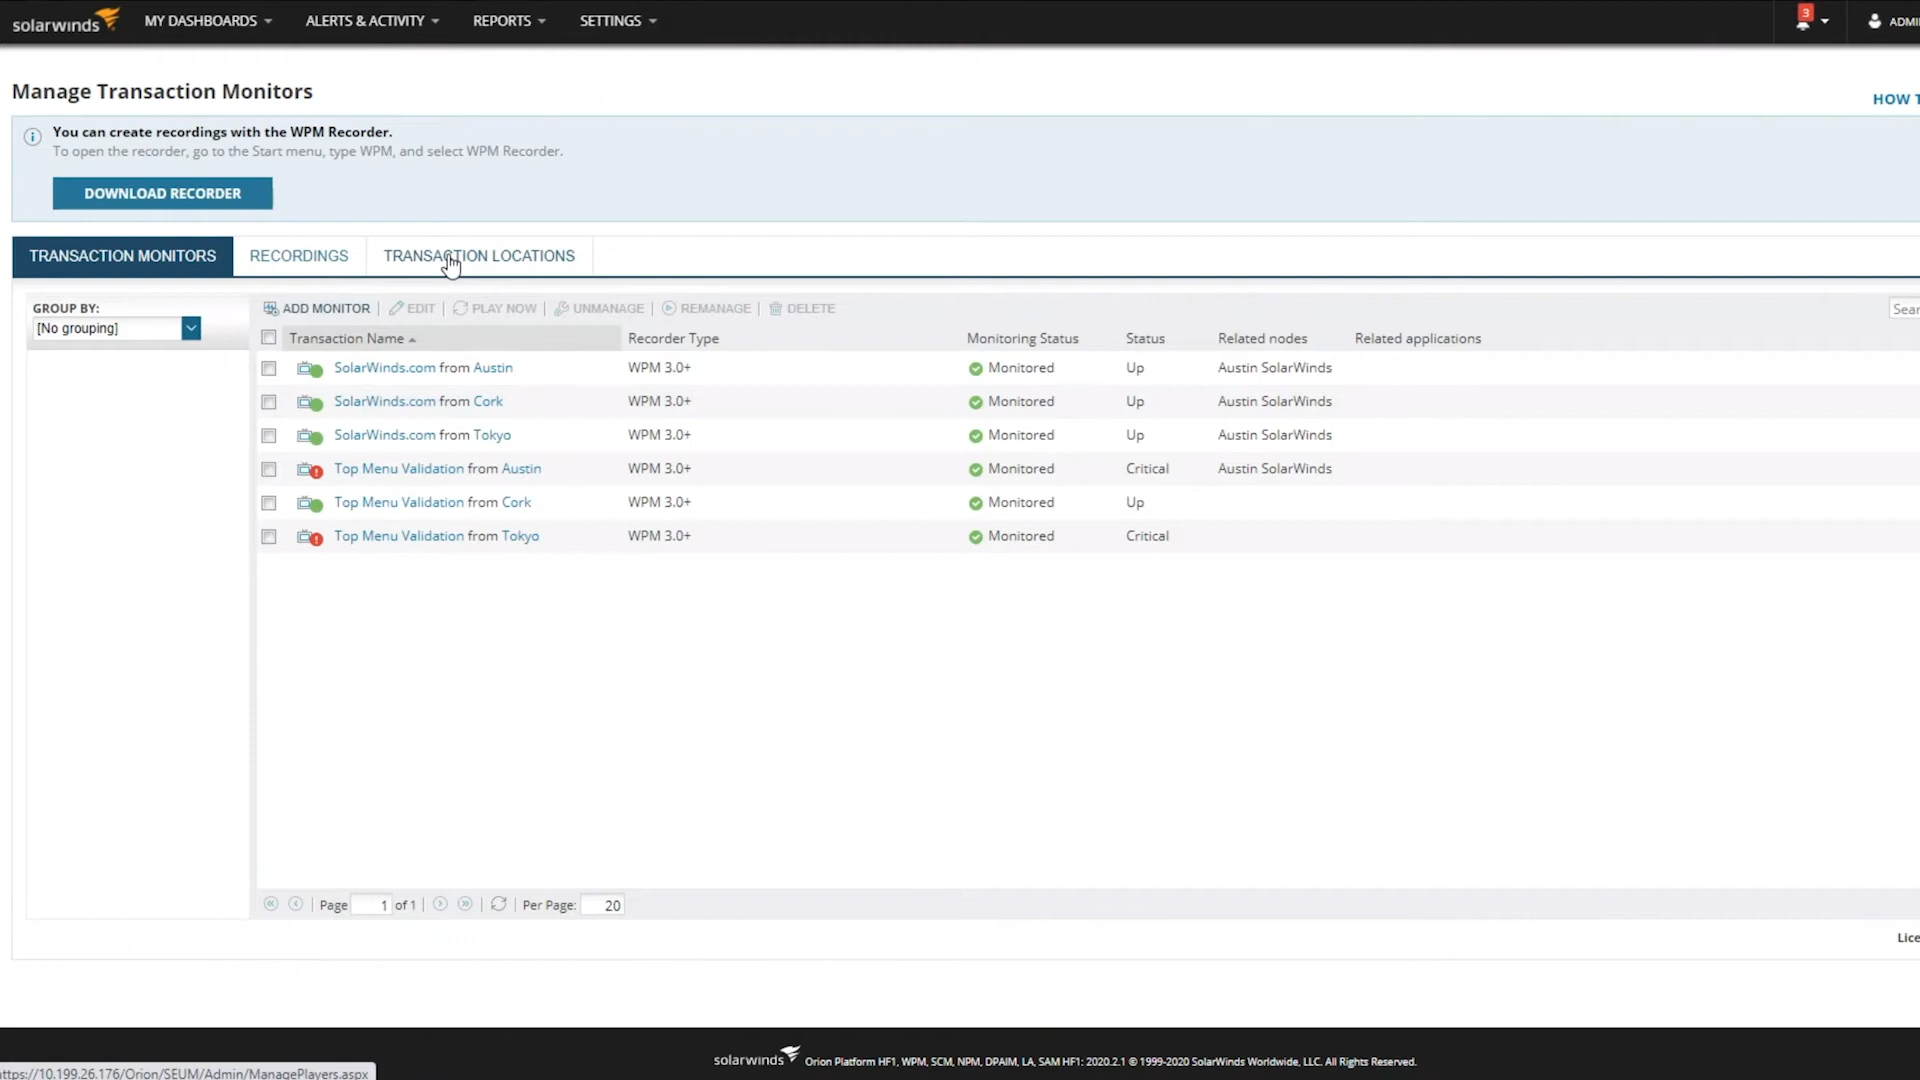 solarwinds MY DASHBOARDS ALERTS & ACTIVITY REPORTS SETTINGS 3 ADMI
Manage Transaction Monitors
HOW T
You can create recordings with the WPM Recorder.
To open the recorder, go to the Start menu, type WPM, and select WPM Recorder.
DOWNLOAD RECORDER
TRANSACTION MONITORS RECORDINGS TRANSACTION LOCATIONS
GROUP BY:
[No grouping]
ADD MONITOR | EDIT | PLAY NOW | UNMANAGE | REMANAGE | DELETE Sear
Transaction Name Recorder Type Monitoring Status Status Related nodes Related applications
SolarWinds.com from Austin WPM 3.0+ Monitored Up Austin SolarWinds
SolarWinds.com from Cork WPM 3.0+ Monitored Up Austin SolarWinds
SolarWinds.com from Tokyo WPM 3.0+ Monitored Up Austin SolarWinds
Top Menu Validation from Austin WPM 3.0+ Monitored Critical Austin SolarWinds
Top Menu Validation from Cork WPM 3.0+ Monitored Up
Top Menu Validation from Tokyo WPM 3.0+ Monitored Critical
Page 1 of 1 | Per Page: 20
Lice
solarwinds Orion Platform HF1, WPM, SCM, NPM, DPAIM, LA, SAM HF1: 2020.2.1 © 1999-2020 SolarWinds Worldwide, LLC. All Rights Reserved.
https://10.199.26.176/Orion/SEUM/Admin/ManagePlayers.aspx